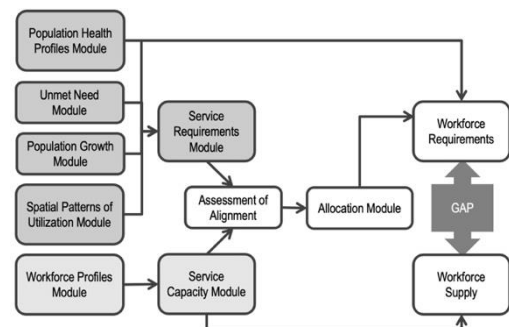 Population Health
Profiles Module
Unmet Need
Module
Population Growth
Module
Spatial Patterns of
Utilization Module
Workforce Profiles
Module
Service
Requirements
Module
Assessment of
Alignment
Service
Capacity Module
Allocation Module
Workforce
Requirements
GAP
Workforce
Supply